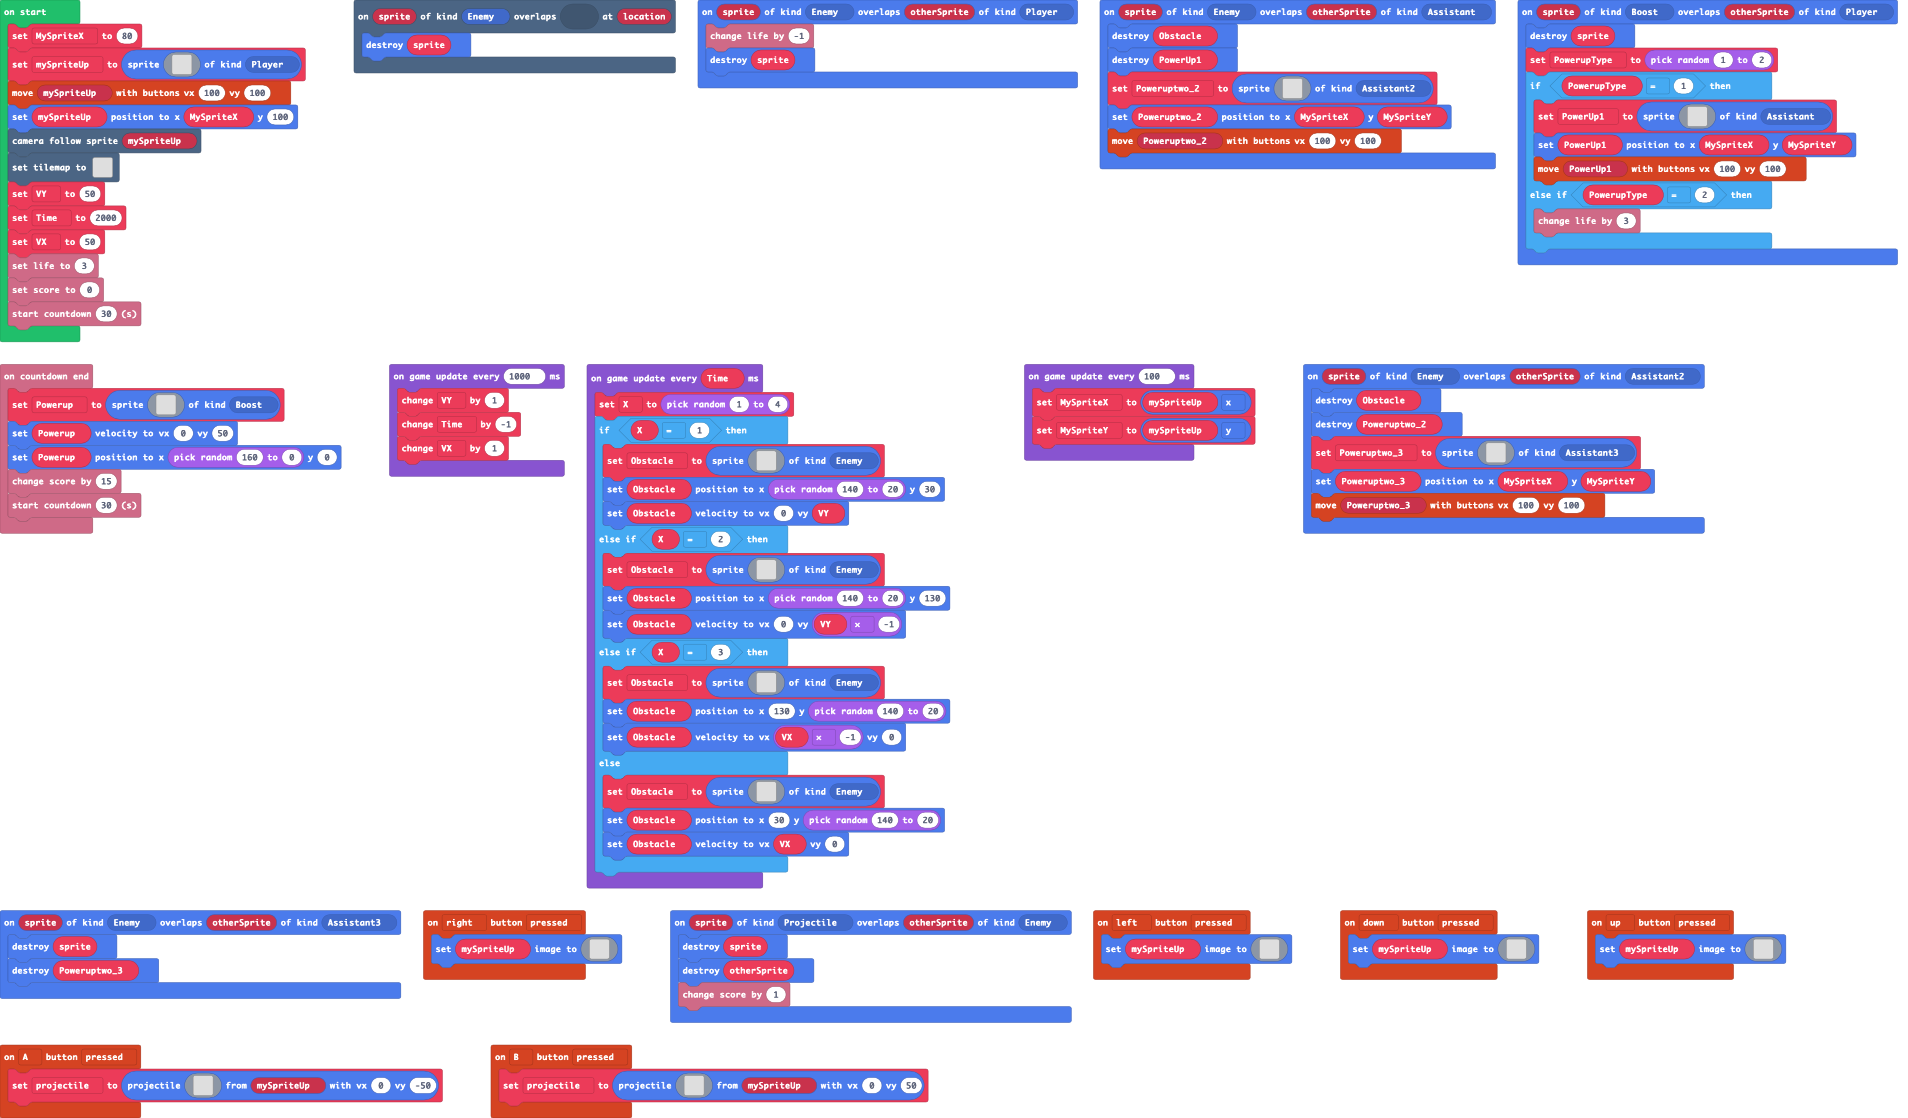 on start
set MySpriteX to 80
set mySpriteUp to sprite of kind Player
move mySpriteUp with buttons vx 100 vy 100
set mySpriteUp position to x MySpriteX y 100
camera follow sprite mySpriteUp
set tilemap to
set VY to 50
set Time to 2000
set VX to 50
set life to 3
set score to 0
start countdown 30 (s)
on sprite of kind Enemy overlaps at location
destroy sprite
on sprite of kind Enemy overlaps otherSprite of kind Player
change life by -1
destroy sprite
on sprite of kind Enemy overlaps otherSprite of kind Assistant
destroy Obstacle
destroy PowerUp1
set Poweruptwo_2 to sprite of kind Assistant2
set Poweruptwo_2 position to x MySpriteX y MySpriteY
move Poweruptwo_2 with buttons vx 100 vy 100
on sprite of kind Boost overlaps otherSprite of kind Player
destroy sprite
set PowerupType to pick random 1 to 2
if PowerupType = 1 then
set PowerUp1 to sprite of kind Assistant
set PowerUp1 position to x MySpriteX y MySpriteY
move PowerUp1 with buttons vx 100 vy 100
else if PowerupType = 2 then
change life by 3
on countdown end
set Powerup to sprite of kind Boost
set Powerup velocity to vx 0 vy 50
set Powerup position to x pick random 160 to 0 y 0
change score by 15
start countdown 30 (s)
on game update every 1000 ms
change VY by 1
change Time by -1
change VX by 1
on game update every Time ms
set X to pick random 1 to 4
if X = 1 then
set Obstacle to sprite of kind Enemy
set Obstacle position to x pick random 140 to 20 y 30
set Obstacle velocity to vx 0 vy VY
else if X = 2 then
set Obstacle to sprite of kind Enemy
set Obstacle position to x pick random 140 to 20 y 130
set Obstacle velocity to vx 0 vy VY × -1
else if X = 3 then
set Obstacle to sprite of kind Enemy
set Obstacle position to x 130 y pick random 140 to 20
set Obstacle velocity to vx VX × -1 vy 0
else
set Obstacle to sprite of kind Enemy
set Obstacle position to x 30 y pick random 140 to 20
set Obstacle velocity to vx VX vy 0
on game update every 100 ms
set MySpriteX to mySpriteUp x
set MySpriteY to mySpriteUp y
on sprite of kind Enemy overlaps otherSprite of kind Assistant2
destroy Obstacle
destroy Poweruptwo_2
set Poweruptwo_3 to sprite of kind Assistant3
set Poweruptwo_3 position to x MySpriteX y MySpriteY
move Poweruptwo_3 with buttons vx 100 vy 100
on sprite of kind Enemy overlaps otherSprite of kind Assistant3
destroy sprite
destroy Poweruptwo_3
on right button pressed
set mySpriteUp image to
on sprite of kind Projectile overlaps otherSprite of kind Enemy
destroy sprite
destroy otherSprite
change score by 1
on left button pressed
set mySpriteUp image to
on down button pressed
set mySpriteUp image to
on up button pressed
set mySpriteUp image to
on A button pressed
set projectile to projectile from mySpriteUp with vx 0 vy -50
on B button pressed
set projectile to projectile from mySpriteUp with vx 0 vy 50